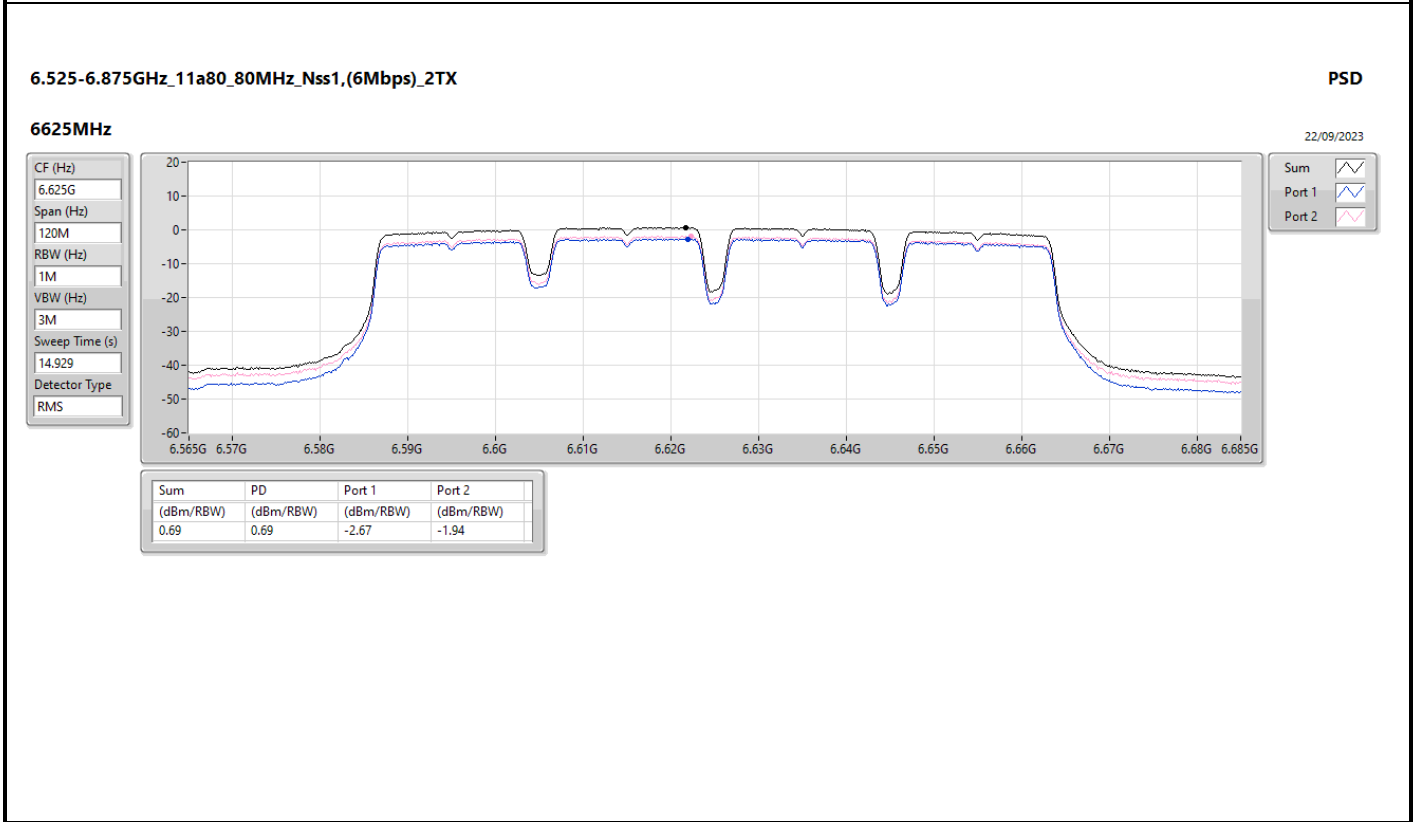 6.525-6.875GHz_11a80_80MHz_Nss1,(6Mbps)_2TX PSD
6625MHz 22/09/2023
CF (Hz)
6.625G
Span (Hz)
120M
RBW (Hz)
1M
VBW (Hz)
3M
Sweep Time (s)
14.929
Detector Type
RMS
20
10
0
-10
-20
-30
-40
-50
-60
6.565G 6.57G 6.58G 6.59G 6.6G 6.61G 6.62G 6.63G 6.64G 6.65G 6.66G 6.67G 6.68G 6.685G
Sum
Port 1
Port 2
Sum PD Port 1 Port 2
(dBm/RBW) (dBm/RBW) (dBm/RBW) (dBm/RBW)
0.69 0.69 -2.67 -1.94